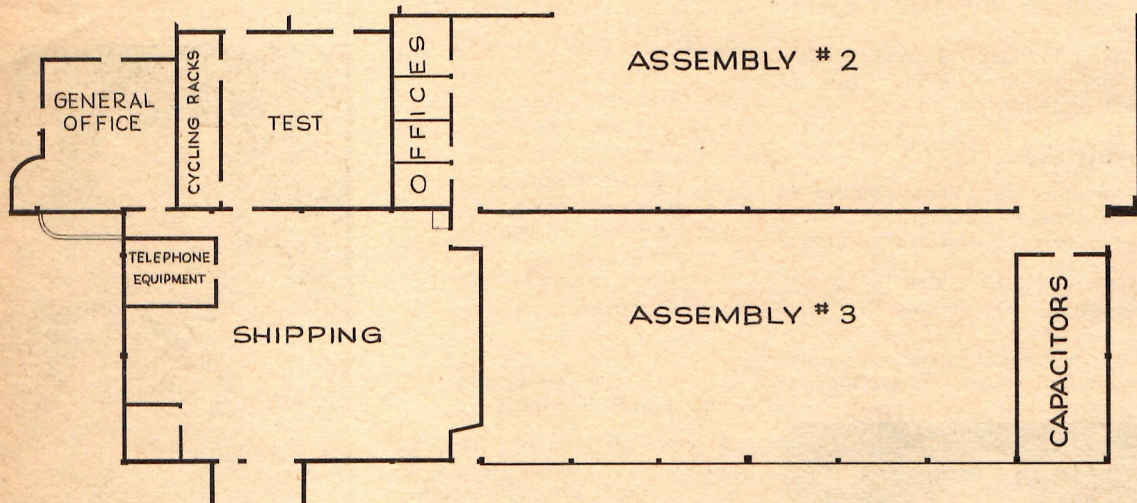 GENERAL
OFFICE
CYCLING RACKS
TEST
OFFICES
ASSEMBLY #2
TELEPHONE
EQUIPMENT
SHIPPING
ASSEMBLY #3
CAPACITORS